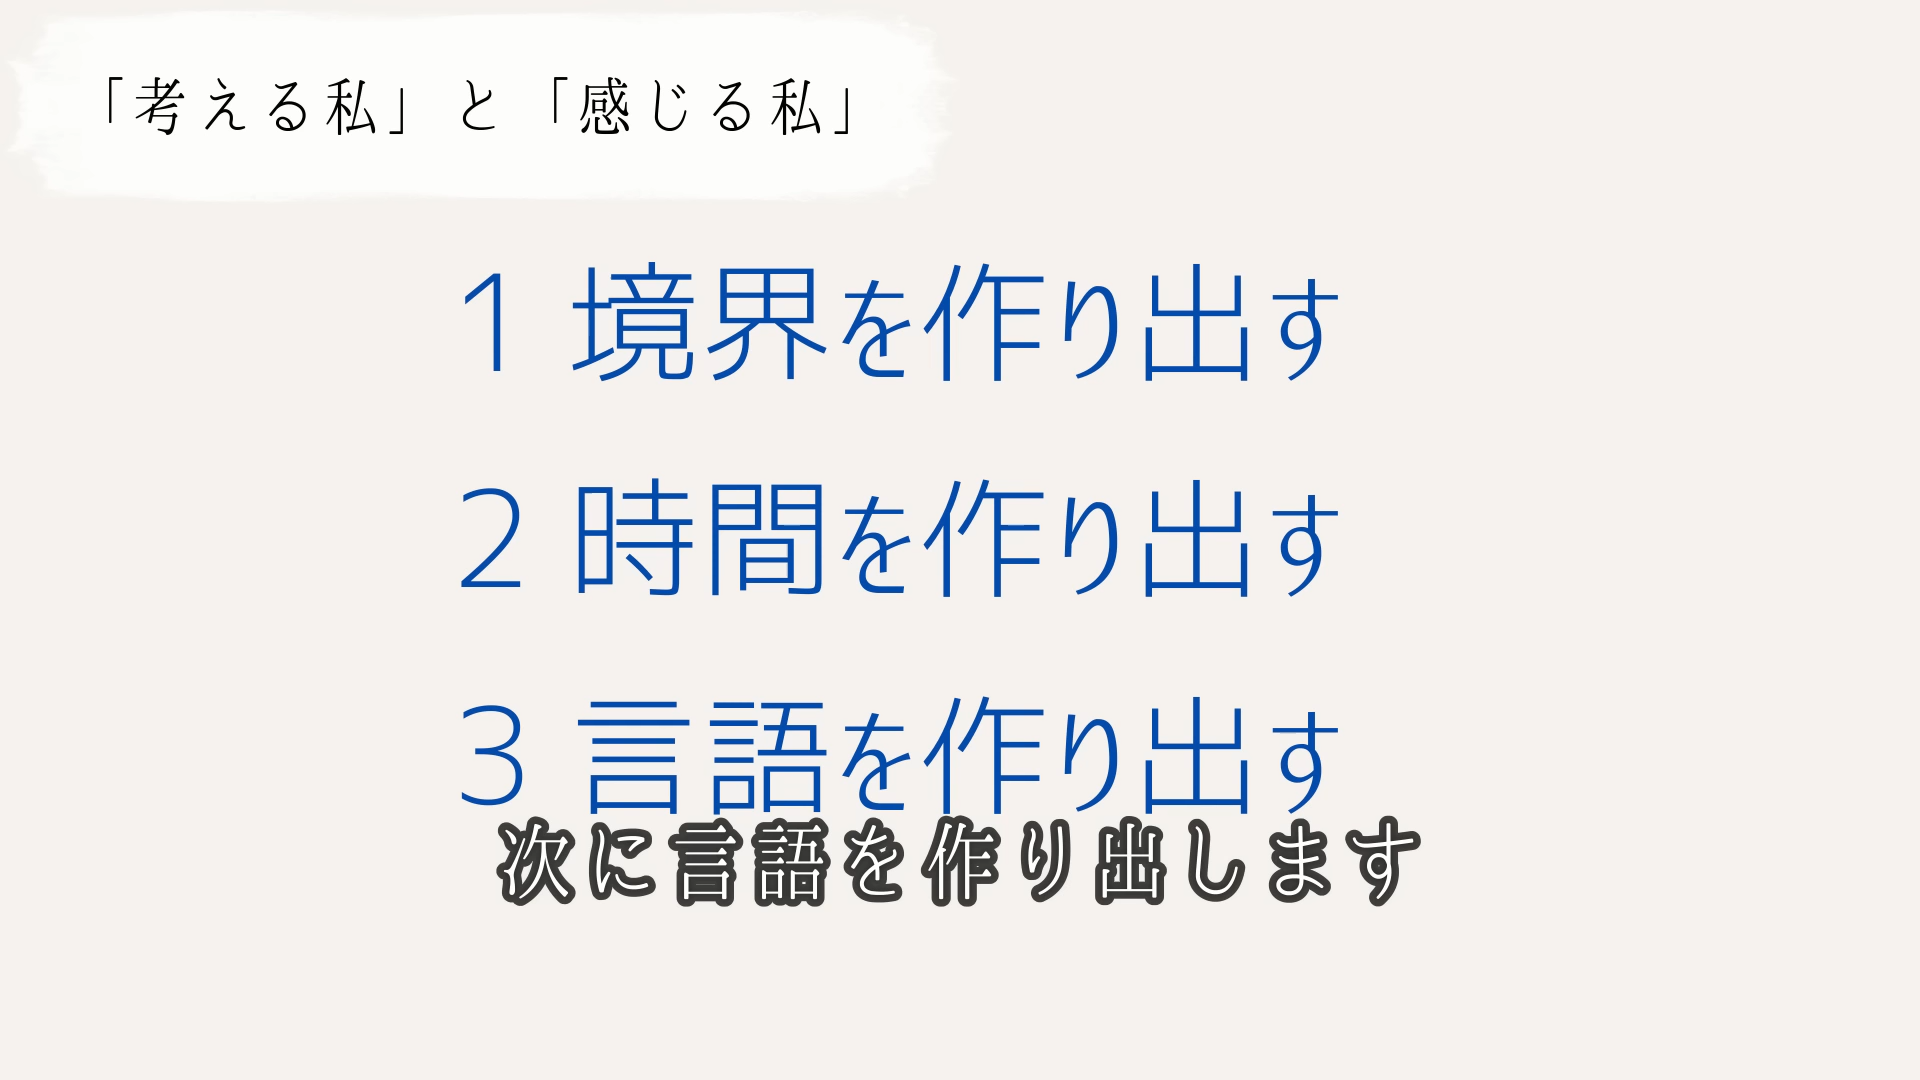 「考える私」と「感じる私」
1 境界を作り出す
2 時間を作り出す
3 言語を作り出す
次に言語を作り出します